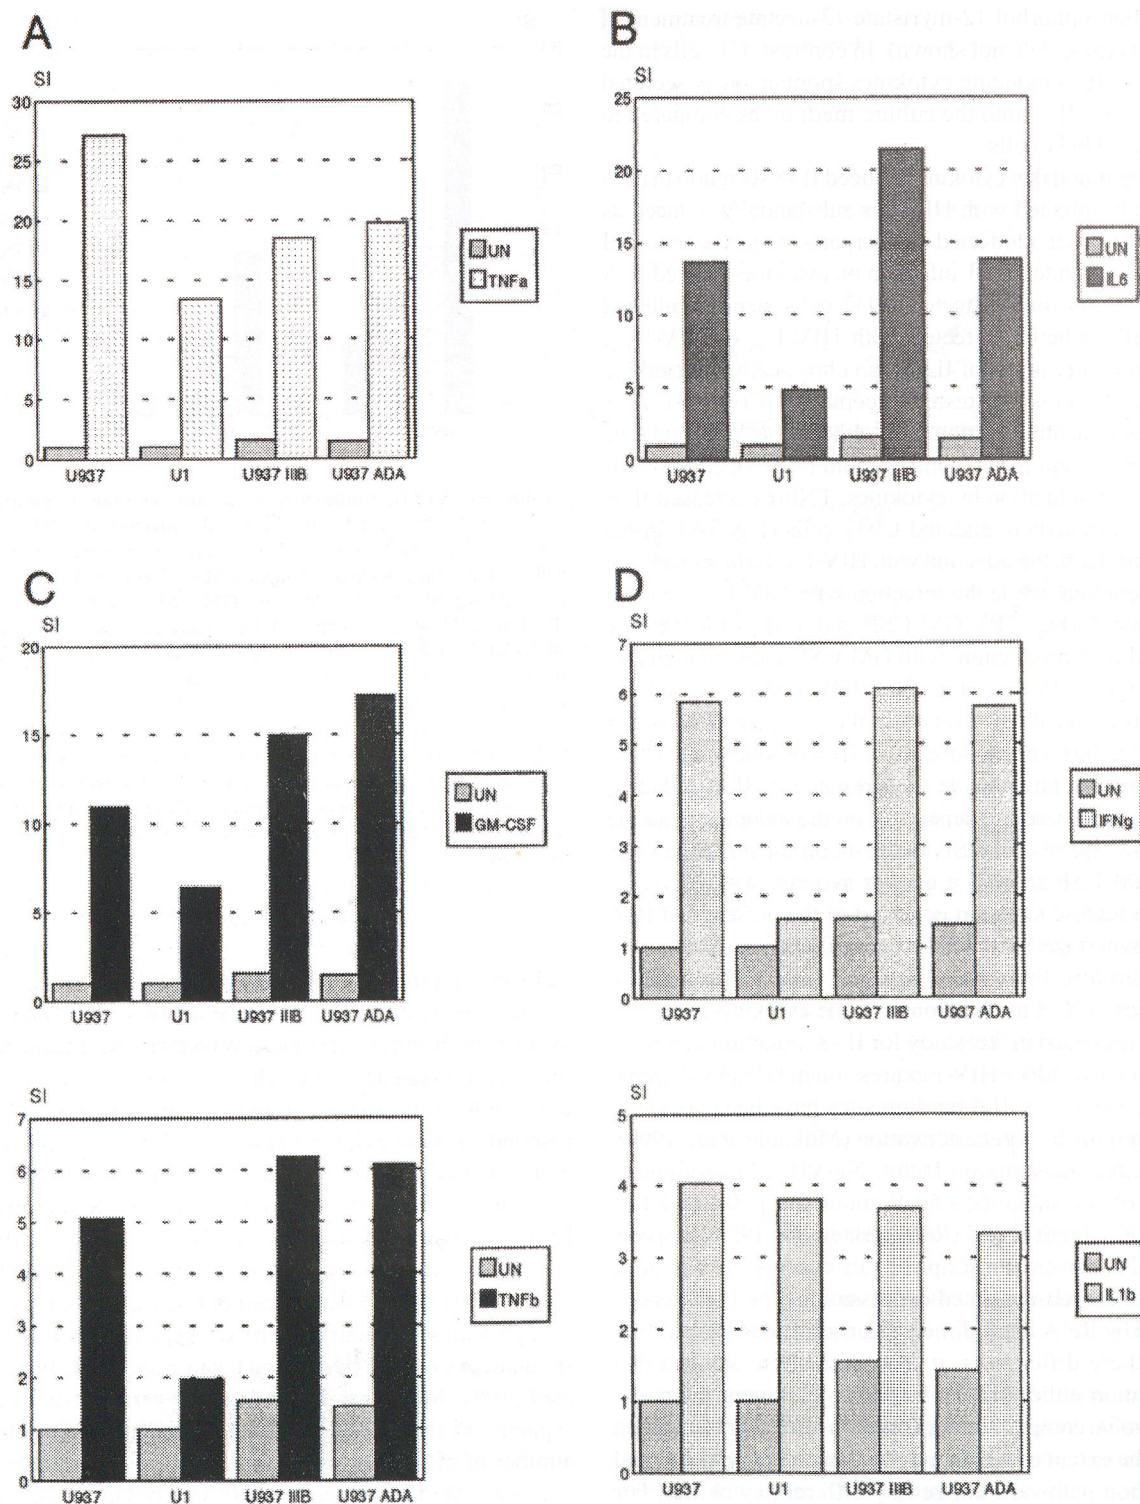 A
SI
30
25
20
15
10
5
0
U937 U1 U937 IIIB U937 ADA
UN
TNFa
B
SI
25
20
15
10
5
0
U937 U1 U937 IIIB U937 ADA
UN
IL6
C
SI
20
15
10
5
0
U937 U1 U937 IIIB U937 ADA
UN
GM-CSF
D
SI
7
6
5
4
3
2
1
0
U937 U1 U937 IIIB U937 ADA
UN
IFNg
SI
7
6
5
4
3
2
1
0
U937 U1 U937 IIIB U937 ADA
UN
TNFb
SI
5
4
3
2
1
0
U937 U1 U937 IIIB U937 ADA
UN
IL1b